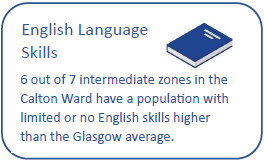 English Language
Skills
6 out of 7 intermediate zones in the
Calton Ward have a population with
limited or no English skills higher
than the Glasgow average.